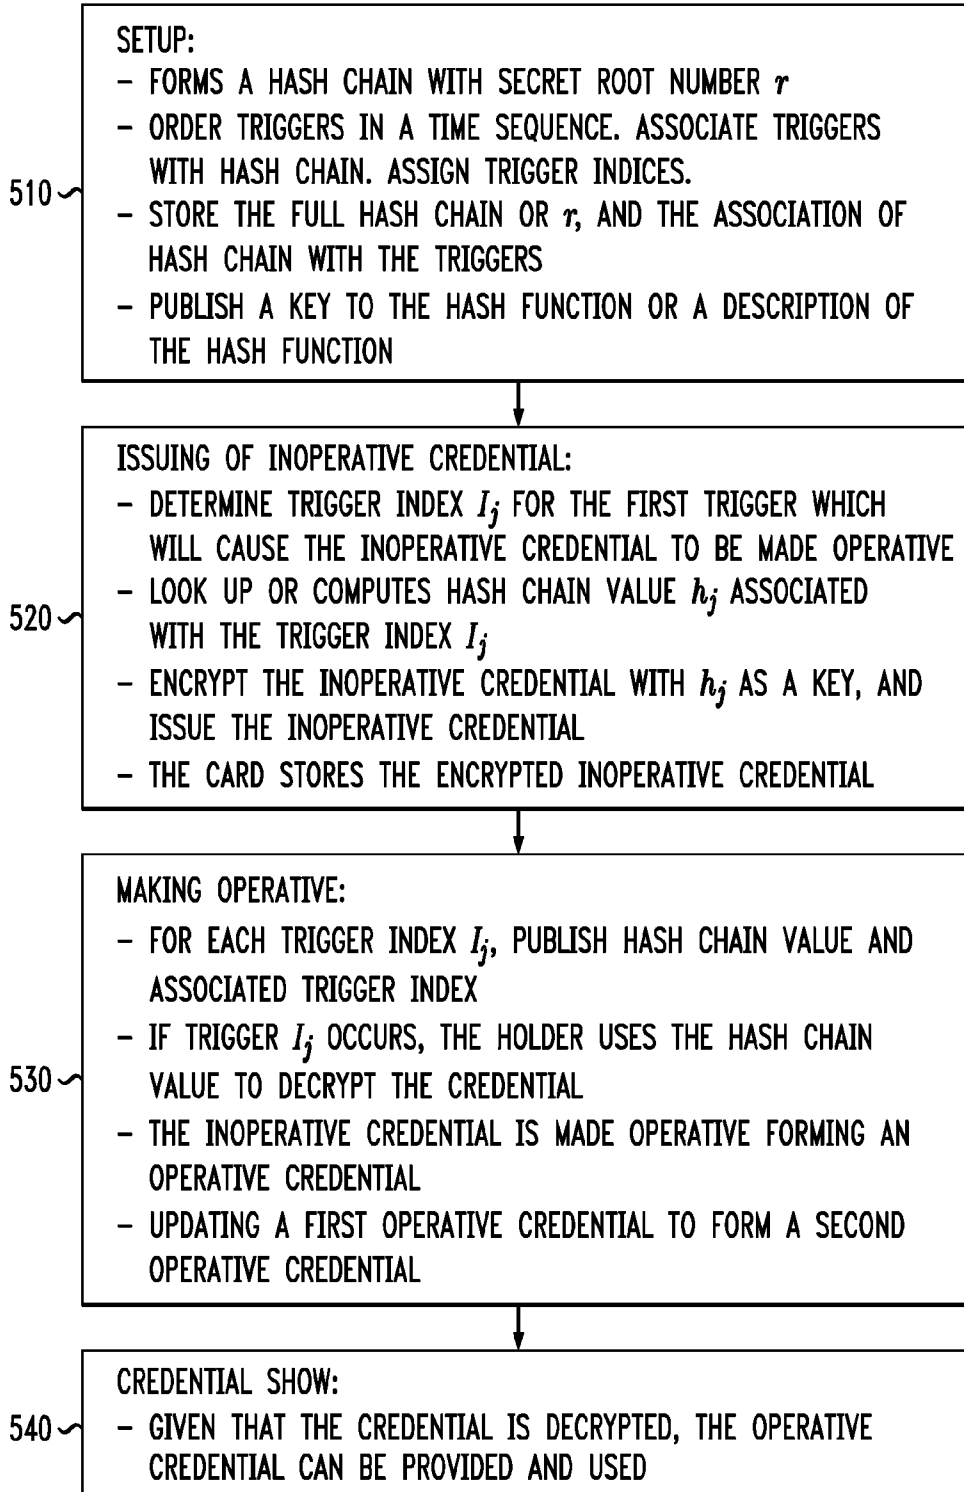 SETUP:
– FORMS A HASH CHAIN WITH SECRET ROOT NUMBER r
– ORDER TRIGGERS IN A TIME SEQUENCE. ASSOCIATE TRIGGERS
WITH HASH CHAIN. ASSIGN TRIGGER INDICES.
510
– STORE THE FULL HASH CHAIN OR r, AND THE ASSOCIATION OF
HASH CHAIN WITH THE TRIGGERS
– PUBLISH A KEY TO THE HASH FUNCTION OR A DESCRIPTION OF
THE HASH FUNCTION
ISSUING OF INOPERATIVE CREDENTIAL:
– DETERMINE TRIGGER INDEX I_j FOR THE FIRST TRIGGER WHICH
WILL CAUSE THE INOPERATIVE CREDENTIAL TO BE MADE OPERATIVE
– LOOK UP OR COMPUTES HASH CHAIN VALUE h_j ASSOCIATED
520
WITH THE TRIGGER INDEX I_j
– ENCRYPT THE INOPERATIVE CREDENTIAL WITH h_j AS A KEY, AND
ISSUE THE INOPERATIVE CREDENTIAL
– THE CARD STORES THE ENCRYPTED INOPERATIVE CREDENTIAL
MAKING OPERATIVE:
– FOR EACH TRIGGER INDEX I_j, PUBLISH HASH CHAIN VALUE AND
ASSOCIATED TRIGGER INDEX
– IF TRIGGER I_j OCCURS, THE HOLDER USES THE HASH CHAIN
530
VALUE TO DECRYPT THE CREDENTIAL
– THE INOPERATIVE CREDENTIAL IS MADE OPERATIVE FORMING AN
OPERATIVE CREDENTIAL
– UPDATING A FIRST OPERATIVE CREDENTIAL TO FORM A SECOND
OPERATIVE CREDENTIAL
CREDENTIAL SHOW:
540
– GIVEN THAT THE CREDENTIAL IS DECRYPTED, THE OPERATIVE
CREDENTIAL CAN BE PROVIDED AND USED